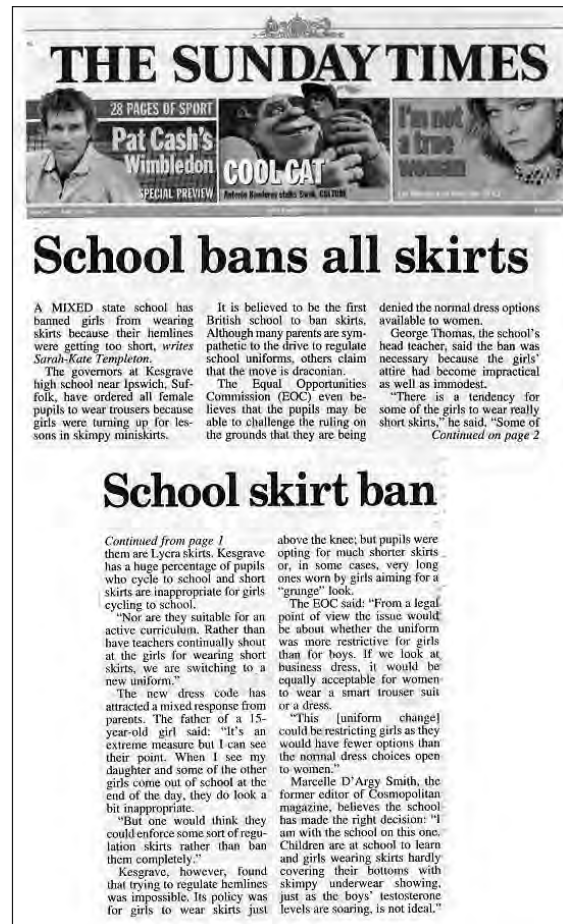 THE SUNDAY TIMES
28 PAGES OF SPORT
Pat Cash's
Wimbledon
SPECIAL PREVIEW
COOL CAT
Antonio Banderas stalks Shrek, CULTURE
I'm not
a true
woman
School bans all skirts
A MIXED state school has
banned girls from wearing
skirts because their hemlines
were getting too short, writes
Sarah-Kate Templeton.
The governors at Kesgrave
high school near Ipswich, Suf-
folk, have ordered all female
pupils to wear trousers because
girls were turning up for les-
sons in skimpy miniskirts.
It is believed to be the first
British school to ban skirts.
Although many parents are sym-
pathetic to the drive to regulate
school uniforms, others claim
that the move is draconian.
The Equal Opportunities
Commission (EOC) even be-
lieves that the pupils may be
able to challenge the ruling on
the grounds that they are being
denied the normal dress options
available to women.
George Thomas, the school's
head teacher, said the ban was
necessary because the girls'
attire had become impractical
as well as immodest.
"There is a tendency for
some of the girls to wear really
short skirts," he said. "Some of
Continued on page 2
School skirt ban
Continued from page 1
them are Lycra skirts. Kesgrave
has a huge percentage of pupils
who cycle to school and short
skirts are inappropriate for girls
cycling to school.
"Nor are they suitable for an
active curriculum. Rather than
have teachers continually shout
at the girls for wearing short
skirts, we are switching to a
new uniform."
The new dress code has
attracted a mixed response from
parents. The father of a 15-
year-old girl said: "It's an
extreme measure but I can see
their point. When I see my
daughter and some of the other
girls come out of school at the
end of the day, they do look a
bit inappropriate.
"But one would think they
could enforce some sort of regu-
lation skirts rather than ban
them completely."
Kesgrave, however, found
that trying to regulate hemlines
was impossible. Its policy was
for girls to wear skirts just
above the knee; but pupils were
opting for much shorter skirts
or, in some cases, very long
ones worn by girls aiming for a
"grunge" look.
The EOC said: "From a legal
point of view the issue would
be about whether the uniform
was more restrictive for girls
than for boys. If we look at
business dress, it would be
equally acceptable for women
to wear a smart trouser suit
or a dress.
"This [uniform change]
could be restricting girls as they
would have fewer options than
the normal dress choices open
to women."
Marcelle D'Argy Smith, the
former editor of Cosmopolitan
magazine, believes the school
has made the right decision: "I
am with the school on this one.
Children are at school to learn
and girls wearing skirts hardly
covering their bottoms with
skimpy underwear showing,
just as the boys' testosterone
levels are soaring, is not ideal."